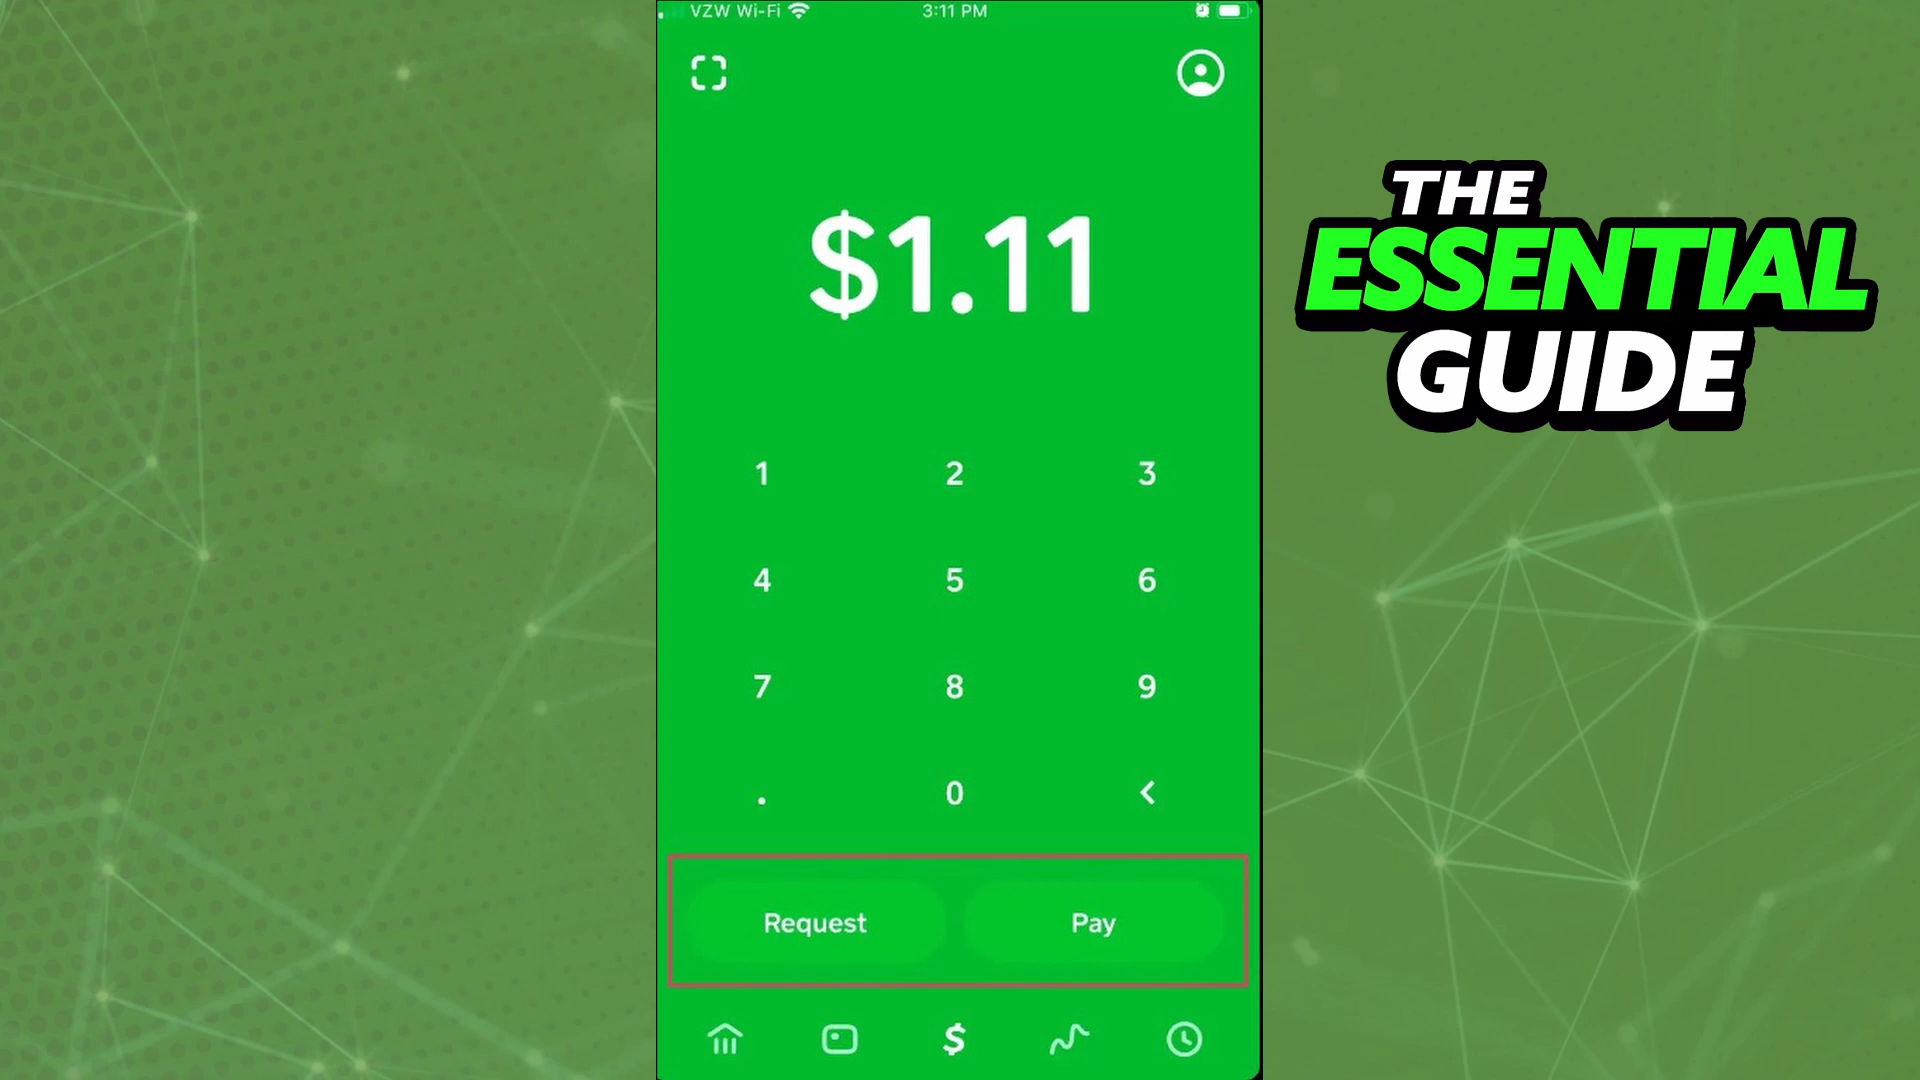 VZW Wi-Fi 3:11 PM
$1.11
THE
ESSENTIAL
GUIDE
1 2 3
4 5 6
7 8 9
. 0 <
Request Pay
$